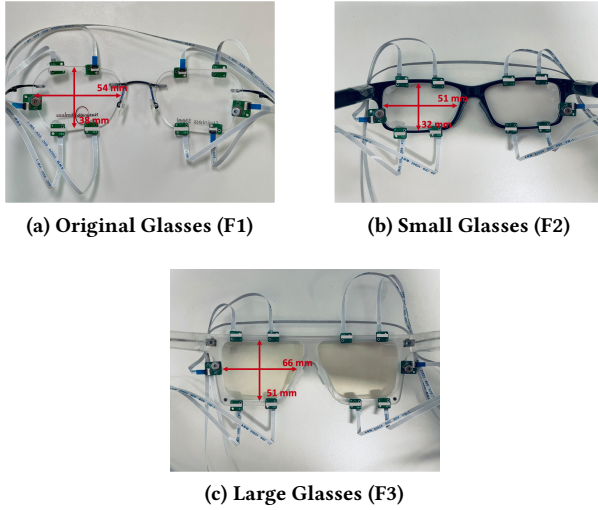 54 mm
38 mm
51 mm
32 mm
(a) Original Glasses (F1)
(b) Small Glasses (F2)
66 mm
51 mm
(c) Large Glasses (F3)